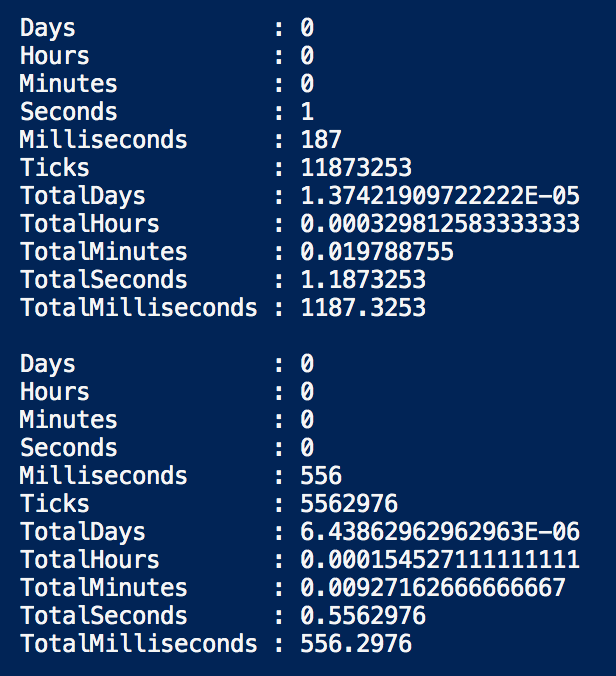 Days              : 0
Hours             : 0
Minutes           : 0
Seconds           : 1
Milliseconds      : 187
Ticks             : 11873253
TotalDays         : 1.37421909722222E-05
TotalHours        : 0.000329812583333333
TotalMinutes      : 0.019788755
TotalSeconds      : 1.1873253
TotalMilliseconds : 1187.3253

Days              : 0
Hours             : 0
Minutes           : 0
Seconds           : 0
Milliseconds      : 556
Ticks             : 5562976
TotalDays         : 6.43862962962963E-06
TotalHours        : 0.000154527111111111
TotalMinutes      : 0.00927162666666667
TotalSeconds      : 0.5562976
TotalMilliseconds : 556.2976